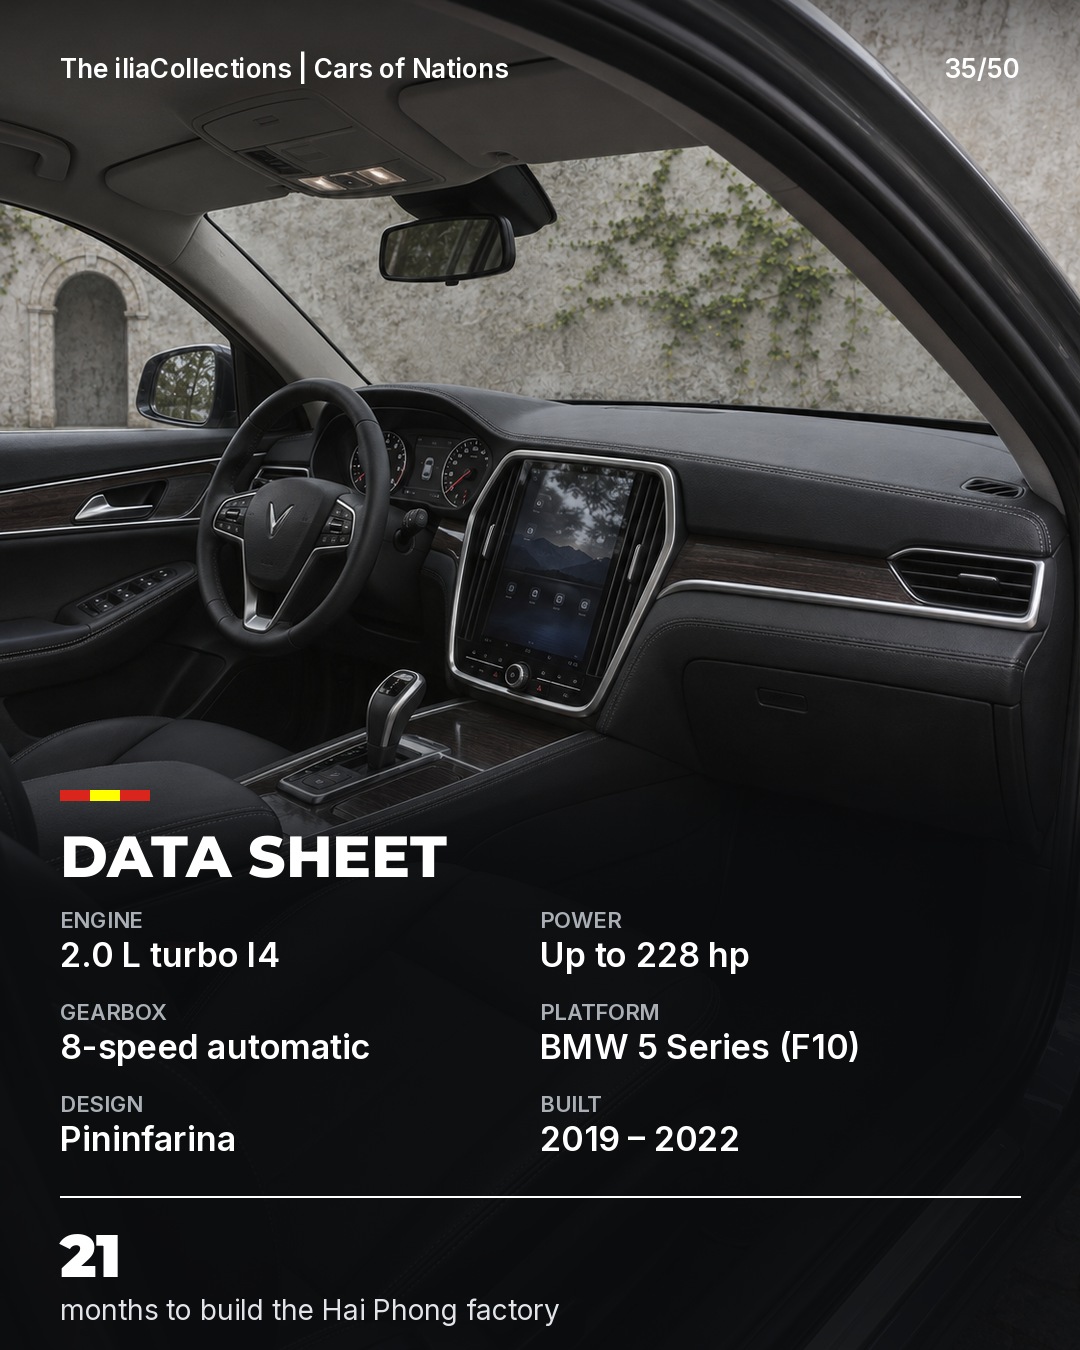 The iliaCollections | Cars of Nations
35/50
DATA SHEET
ENGINE
2.0 L turbo I4
POWER
Up to 228 hp
GEARBOX
8-speed automatic
PLATFORM
BMW 5 Series (F10)
DESIGN
Pininfarina
BUILT
2019 – 2022
21
months to build the Hai Phong factory